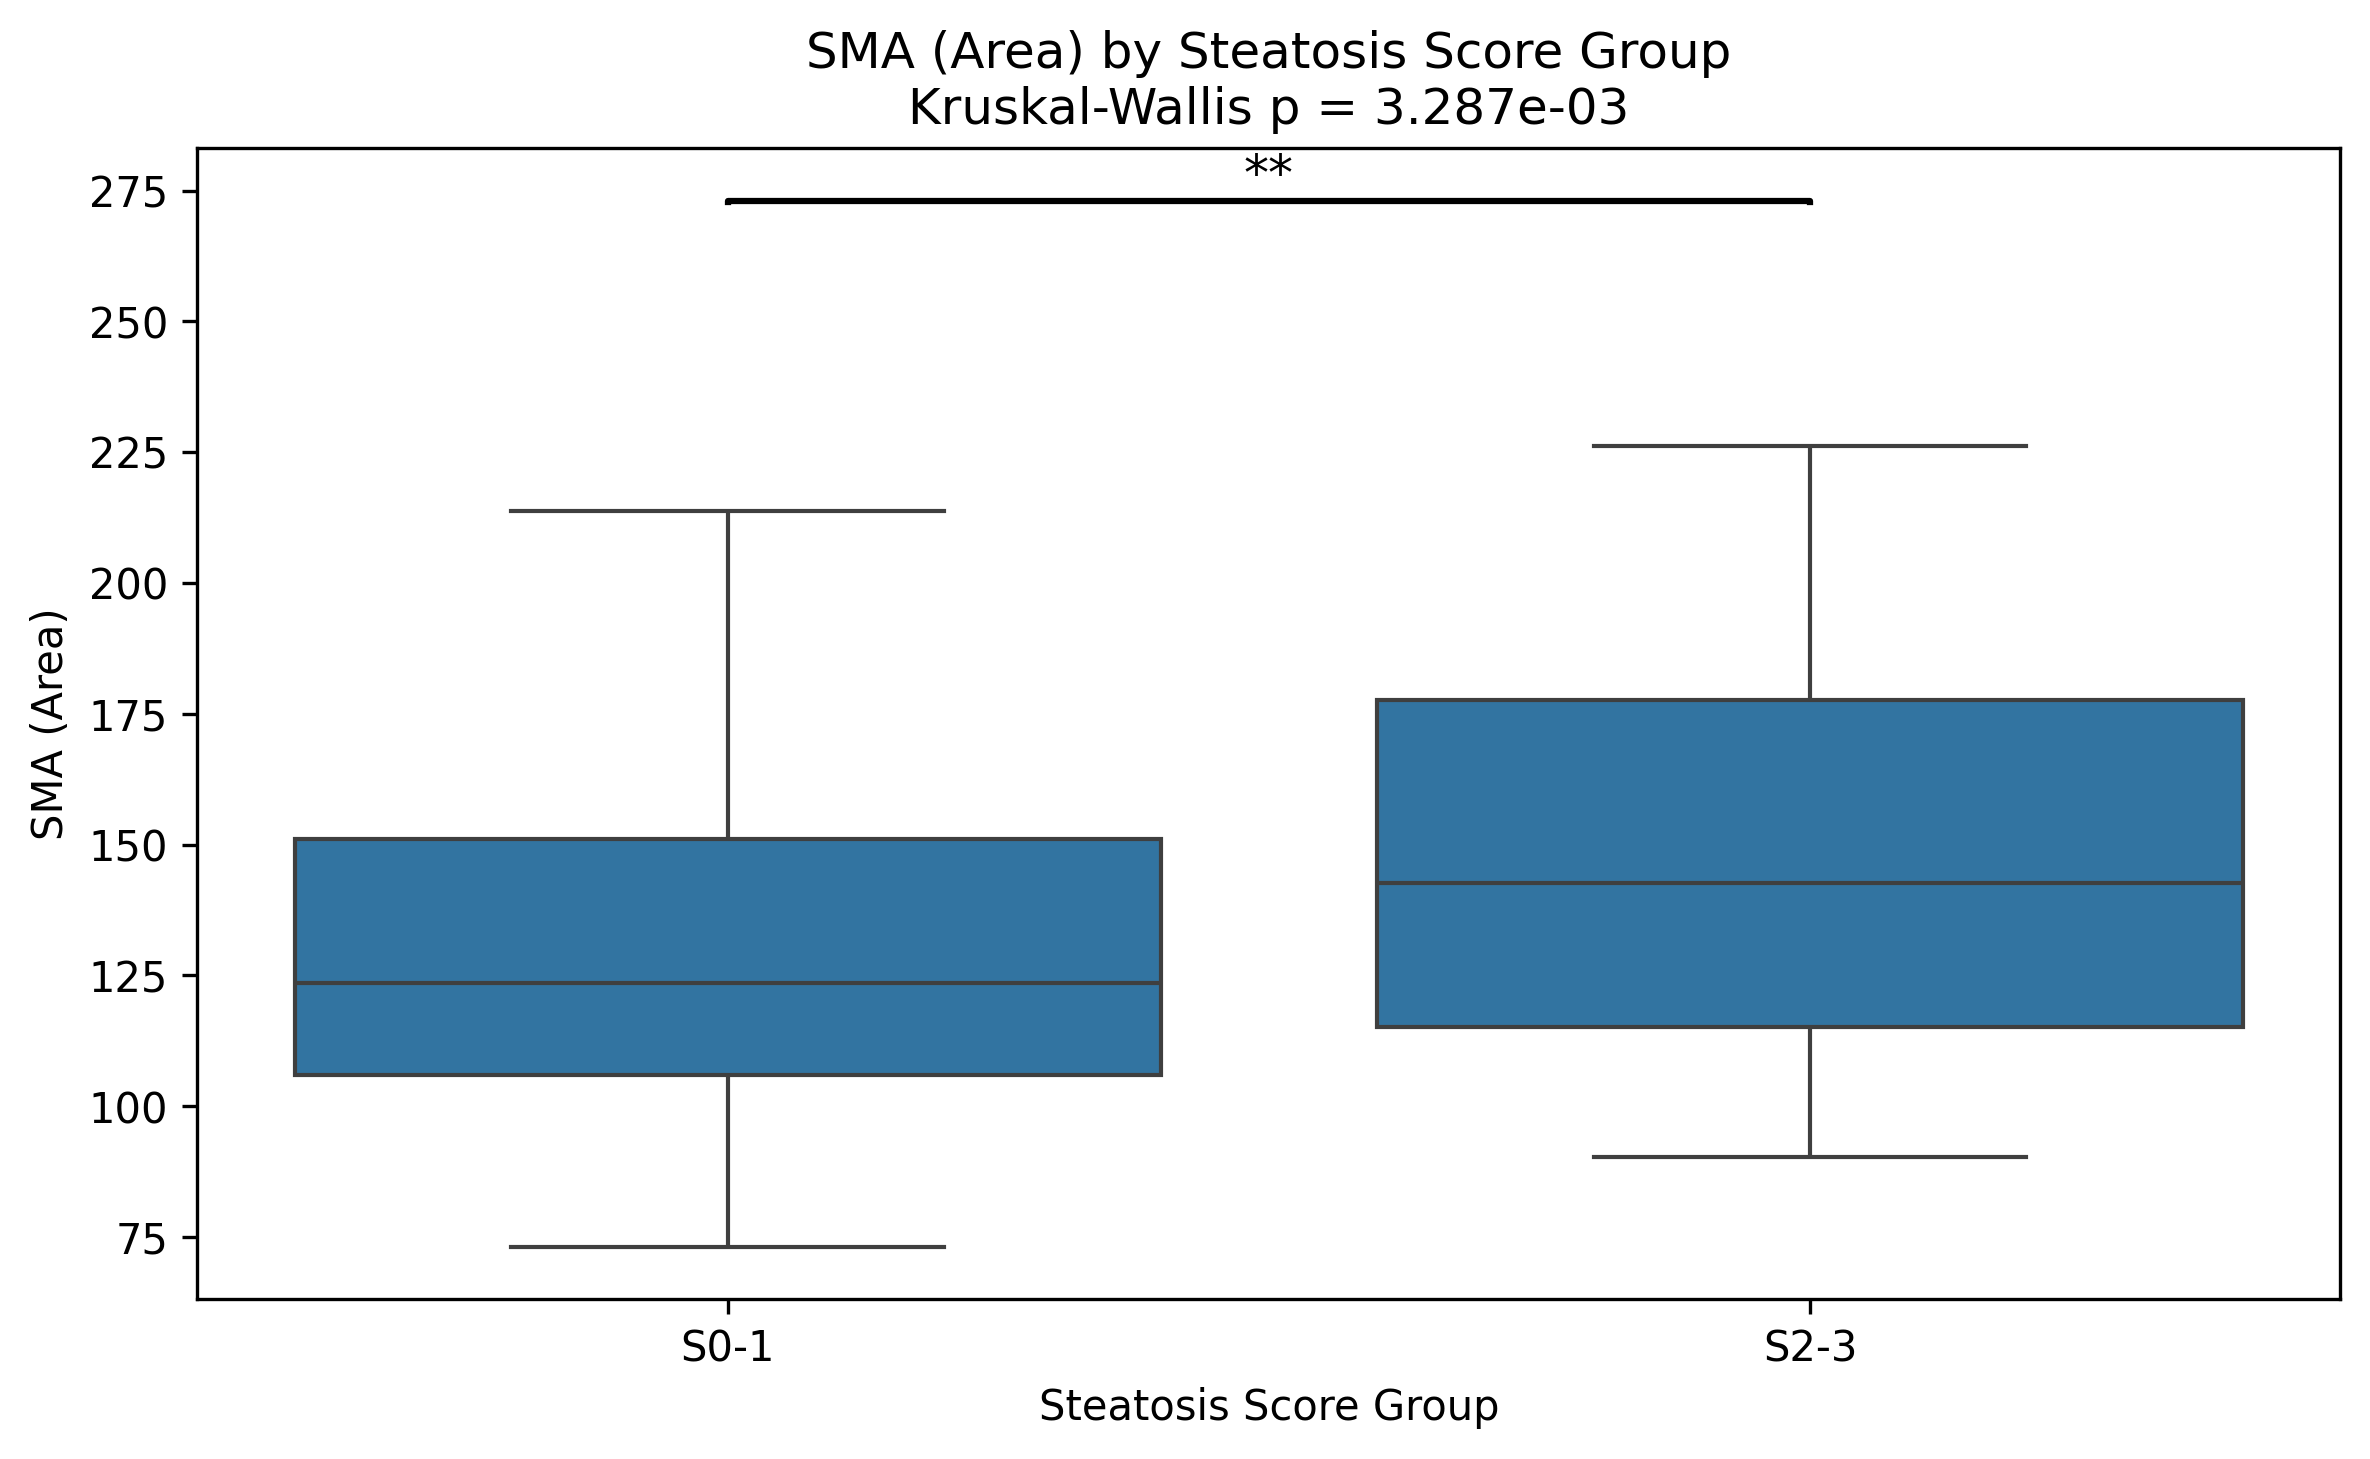 SMA (Area) by Steatosis Score Group
Kruskal-Wallis p = 3.287e-03
**
275
250
225
200
175
150
125
100
75
SMA (Area)
S0-1
S2-3
Steatosis Score Group